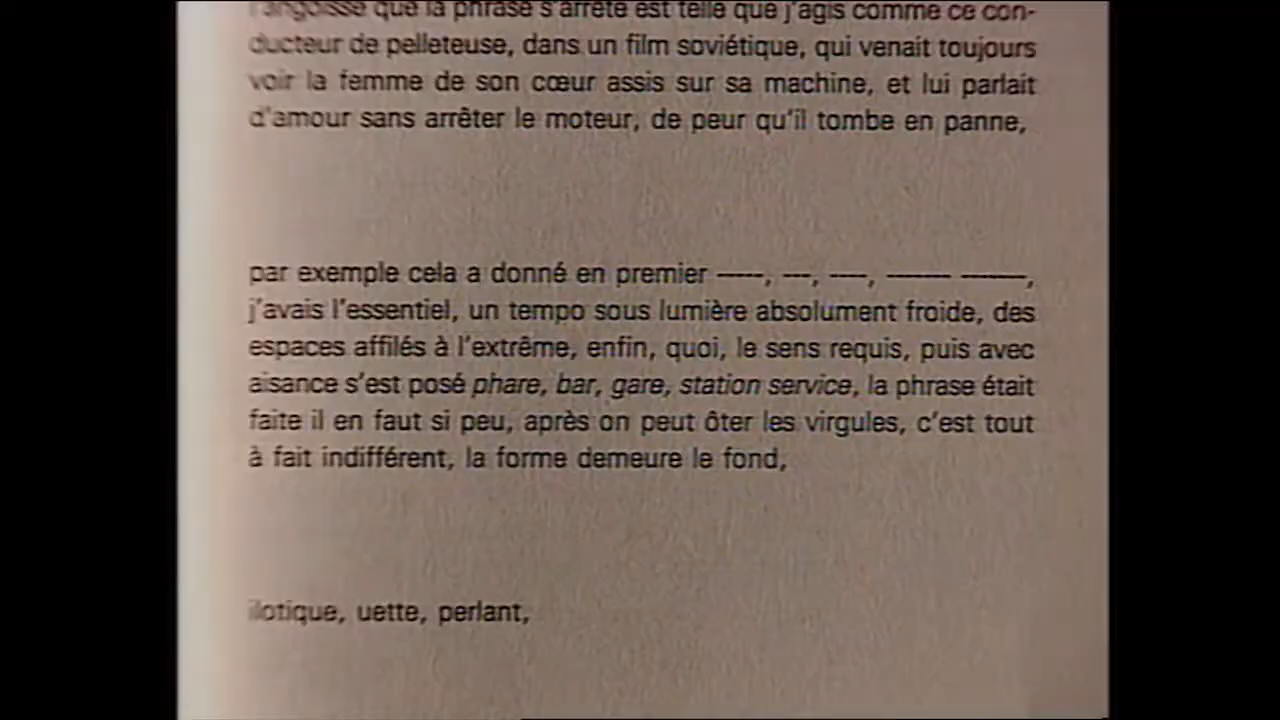 l'angoisse que la phrase s'arrête est telle que j'agis comme ce con-
ducteur de pelleteuse, dans un film soviétique, qui venait toujours
voir la femme de son cœur assis sur sa machine, et lui parlait
d'amour sans arrêter le moteur, de peur qu'il tombe en panne,
par exemple cela a donné en premier —–, —, —-, —–— —–—,
j'avais l'essentiel, un tempo sous lumière absolument froide, des
espaces affilés à l'extrême, enfin, quoi, le sens requis, puis avec
aisance s'est posé phare, bar, gare, station service, la phrase était
faite il en faut si peu, après on peut ôter les virgules, c'est tout
à fait indifférent, la forme demeure le fond,
ilotique, uette, perlant,